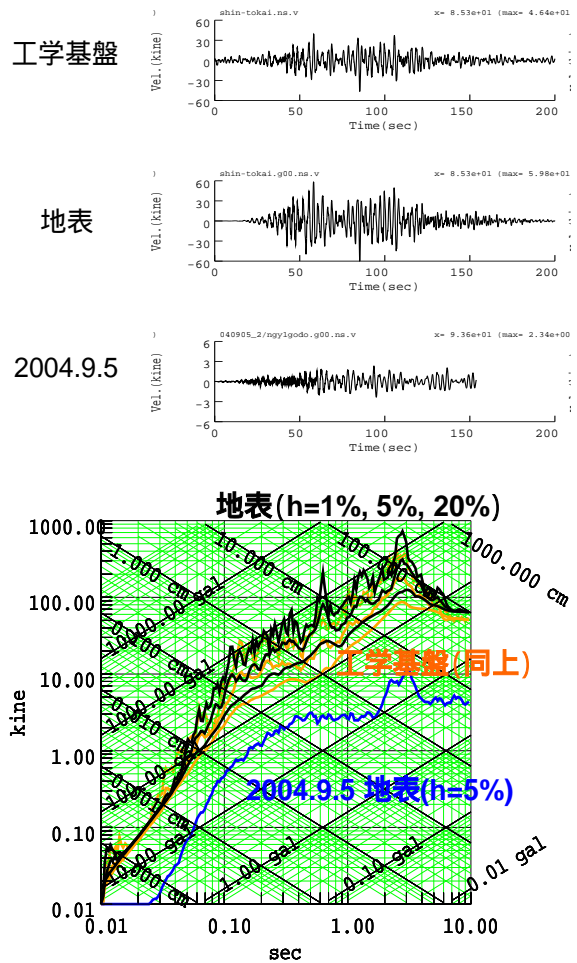 ) shin-tokai.ns.v x= 8.53e+01 (max= 4.64e+01
工学基盤
Vel.(kine)
60
30
0
-30
-60
0 50 100 150 200
Time(sec)
) shin-tokai.g00.ns.v x= 8.53e+01 (max= 5.98e+01
地表
Vel.(kine)
60
30
0
-30
-60
0 50 100 150 200
Time(sec)
) 040905_2/ngy1godo.g00.ns.v x= 9.36e+01 (max= 2.34e+00
2004.9.5
Vel.(kine)
6
3
0
-3
-6
0 50 100 150 200
Time(sec)
地表(h=1%, 5%, 20%)
1000.00
100.00
10.00
1.00
0.10
0.01
kine
1.000 cm
10.000 cm
1000.000 cm
10000.00 gal
1000.00 gal
工学基盤(同上)
2004.9.5 地表(h=5%)
10.00 gal
1.00 gal
0.10 gal
0.01 gal
0.01 0.10 1.00 10.00
sec